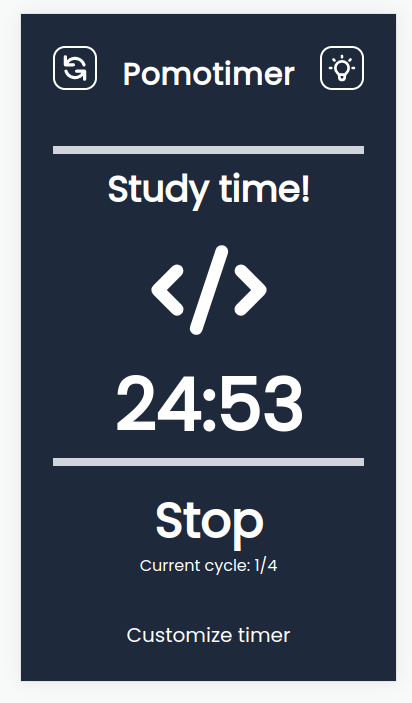 Pomotimer
Study time!
24:53
Stop
Current cycle: 1/4
Customize timer